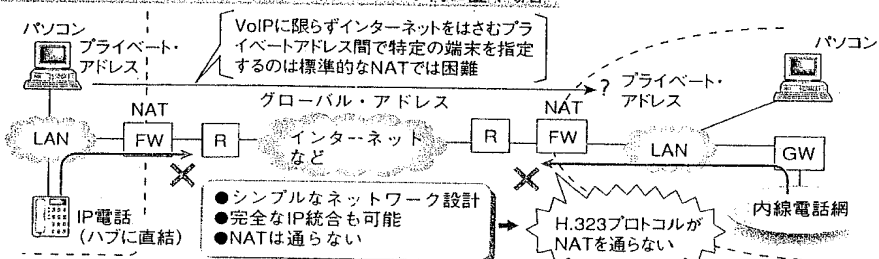 パソコン
プライベート・
アドレス
VoIPに限らずインターネットをはさむプラ
イベートアドレス間で特定の端末を指定
するのは標準的なNATでは困難
パソコン
?
プライベート・
アドレス
グローバル・アドレス
NAT
NAT
LAN
FW
R
インターネット
など
R
FW
LAN
GW
IP電話
(ハブに直結)
●シンプルなネットワーク設計
●完全なIP統合も可能
●NATは通らない
H.323プロトコルが
NATを通らない
内線電話網